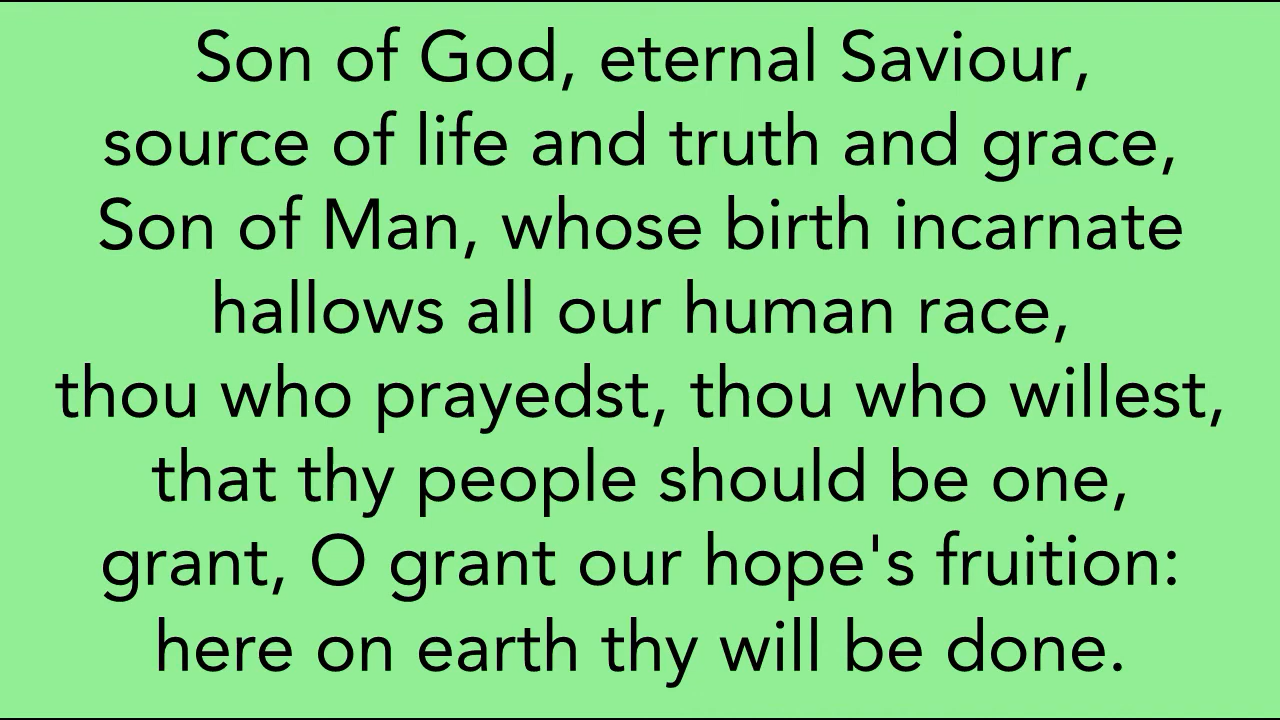 Son of God, eternal Saviour,
source of life and truth and grace,
Son of Man, whose birth incarnate
hallows all our human race,
thou who prayedst, thou who willest,
that thy people should be one,
grant, O grant our hope's fruition:
here on earth thy will be done.